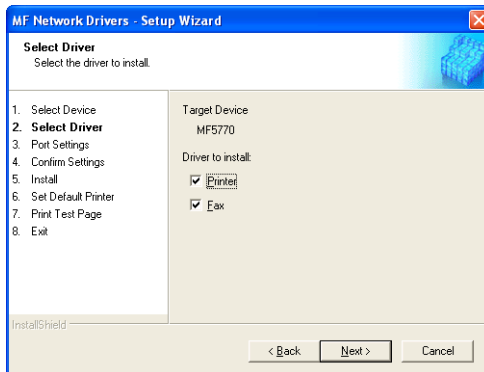 MF Network Drivers - Setup Wizard
Select Driver
Select the driver to install.
1. Select Device
2. Select Driver
3. Port Settings
4. Confirm Settings
5. Install
6. Set Default Printer
7. Print Test Page
8. Exit
Target Device
MF5770
Driver to install:
Printer
Fax
InstallShield
< Back
Next >
Cancel